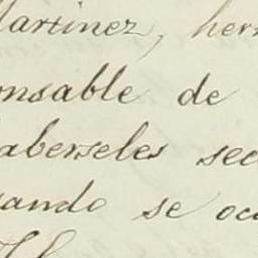 Martinez, her
onsable de
aberseles sec
ando se oc